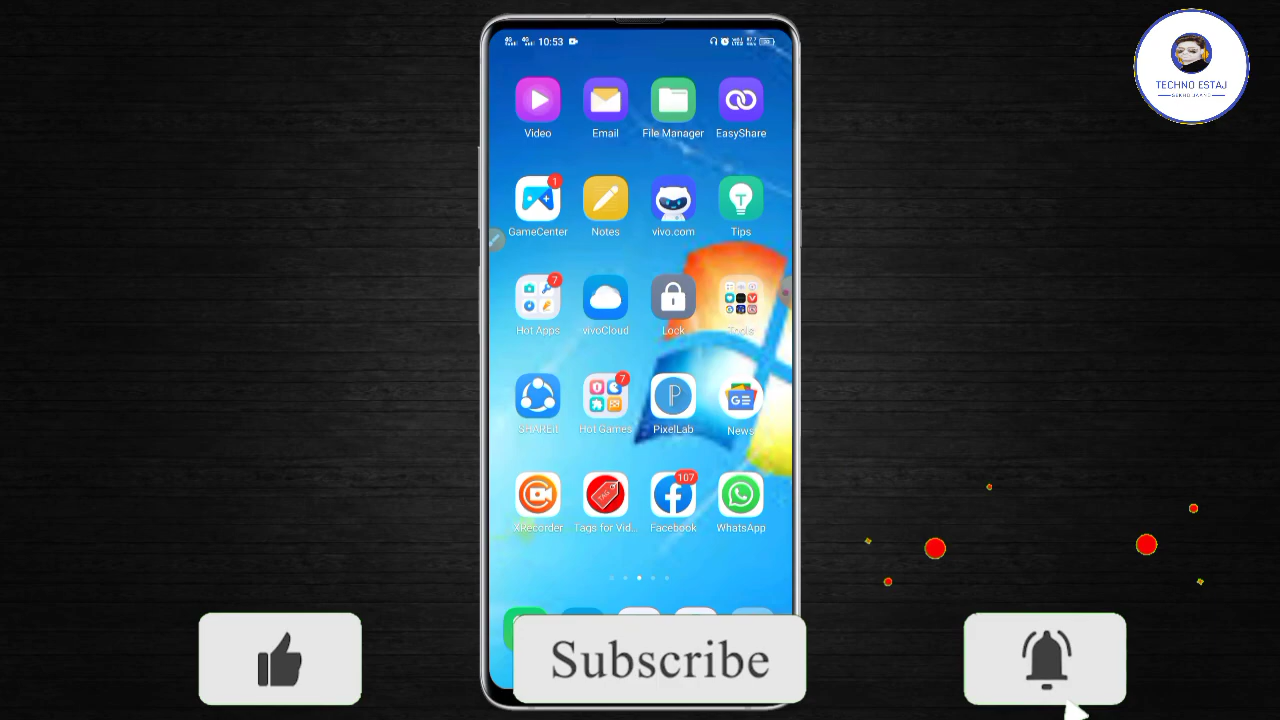 10:53
TECHNO ESTAJ
Video Email File Manager EasyShare
1
GameCenter Notes vivo.com Tips
7
Hot Apps vivoCloud Lock Tools
7
SHAREit Hot Games PixelLab News
107
XRecorder Tags for Vid... Facebook WhatsApp
Subscribe